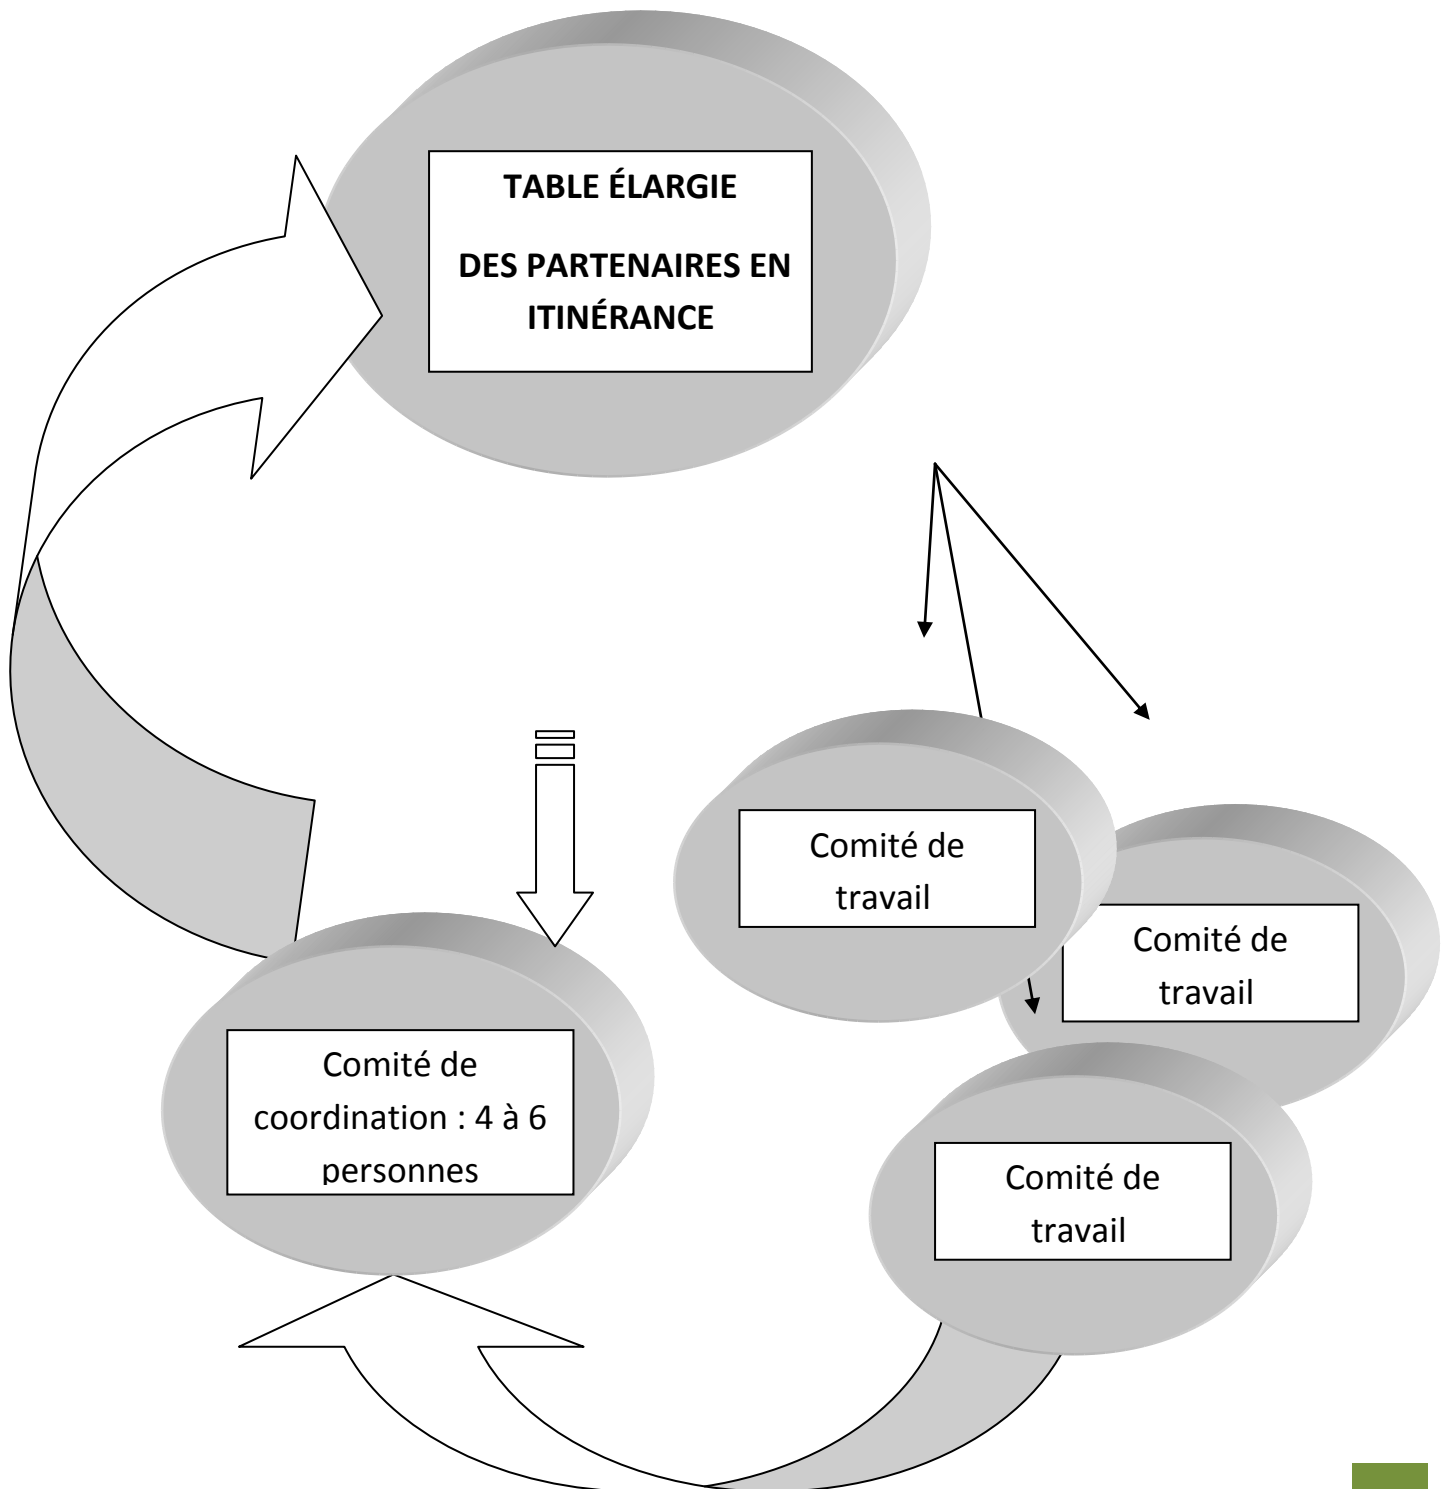 TABLE ÉLARGIE
DES PARTENAIRES EN
ITINÉRANCE
Comité de
travail
Comité de
travail
Comité de
coordination : 4 à 6
personnes
Comité de
travail